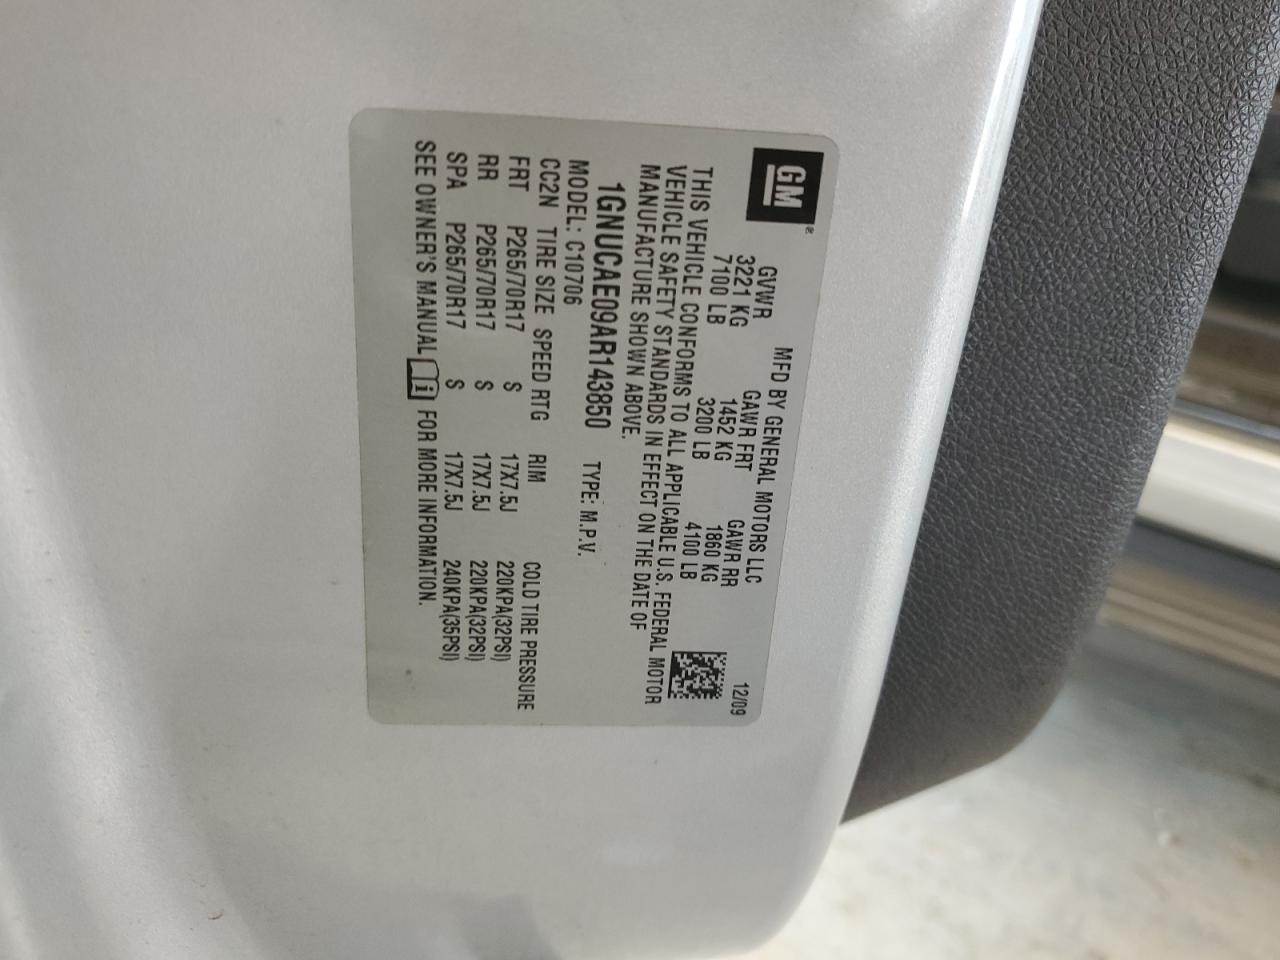 GM®
MFD BY GENERAL MOTORS LLC 12/09
GVWR GAWR FRT GAWR RR
3221 KG 1452 KG 1860 KG
7100 LB 3200 LB 4100 LB
THIS VEHICLE CONFORMS TO ALL APPLICABLE U.S. FEDERAL MOTOR
VEHICLE SAFETY STANDARDS IN EFFECT ON THE DATE OF
MANUFACTURE SHOWN ABOVE.
1GNUCAE09AR143850 TYPE: M.P.V.
MODEL: C10706
CC2N TIRE SIZE SPEED RTG RIM COLD TIRE PRESSURE
FRT P265/70R17 S 17X7.5J 220KPA(32PSI)
RR P265/70R17 S 17X7.5J 220KPA(32PSI)
SPA P265/70R17 S 17X7.5J 240KPA(35PSI)
SEE OWNER'S MANUAL i FOR MORE INFORMATION.